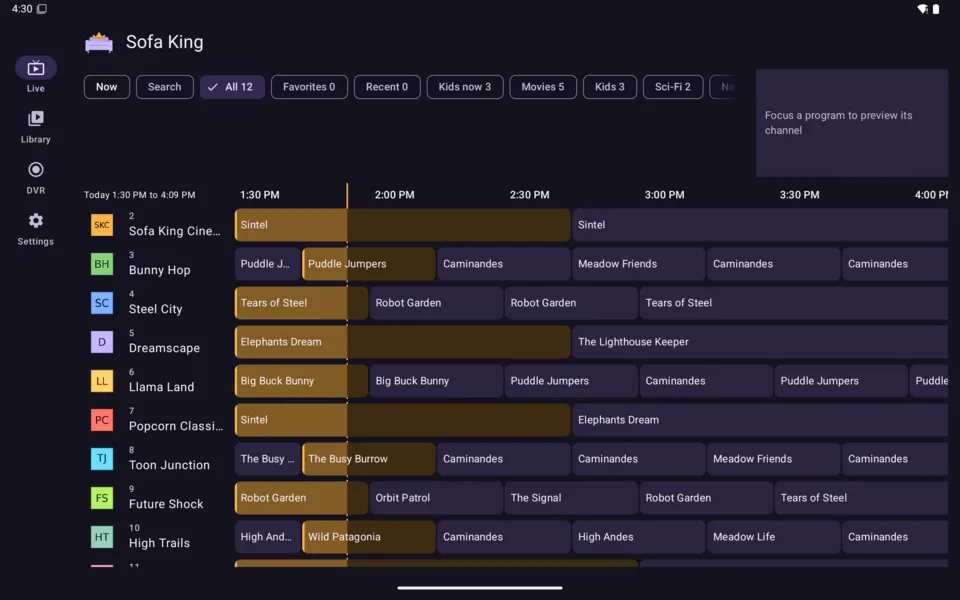 4:30
Sofa King
Live
Library
DVR
Settings
Now
Search
All 12
Favorites 0
Recent 0
Kids now 3
Movies 5
Kids 3
Sci-Fi 2
Focus a program to preview its
channel
Today 1:30 PM to 4:09 PM
1:30 PM
2:00 PM
2:30 PM
3:00 PM
3:30 PM
4:00 P
SKC
2
Sofa King Cine…
Sintel
Sintel
BH
3
Bunny Hop
Puddle J…
Puddle Jumpers
Caminandes
Meadow Friends
Caminandes
Caminandes
SC
4
Steel City
Tears of Steel
Robot Garden
Robot Garden
Tears of Steel
D
5
Dreamscape
Elephants Dream
The Lighthouse Keeper
LL
6
Llama Land
Big Buck Bunny
Big Buck Bunny
Puddle Jumpers
Caminandes
Puddle Jumpers
Puddle
PC
7
Popcorn Classi…
Sintel
Elephants Dream
TJ
8
Toon Junction
The Busy …
The Busy Burrow
Caminandes
Caminandes
Meadow Friends
Caminandes
FS
9
Future Shock
Robot Garden
Orbit Patrol
The Signal
Robot Garden
Tears of Steel
HT
10
High Trails
High And…
Wild Patagonia
Caminandes
High Andes
Meadow Life
Caminandes